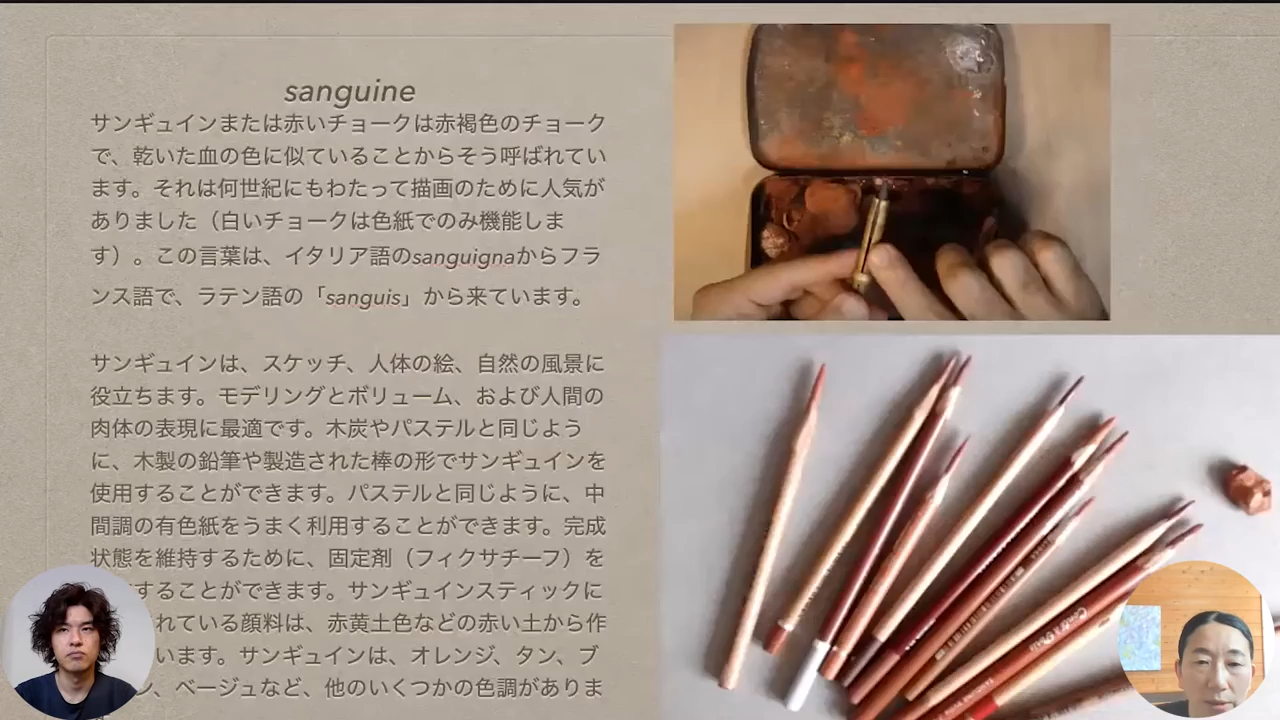 sanguine
サンギュインまたは赤いチョークは赤褐色のチョーク
で、乾いた血の色に似ていることからそう呼ばれてい
ます。それは何世紀にもわたって描画のために人気が
ありました（白いチョークは色紙でのみ機能しま
す）。この言葉は、イタリア語のsanguignaからフラ
ンス語で、ラテン語の「sanguis」から来ています。
サンギュインは、スケッチ、人体の絵、自然の風景に
役立ちます。モデリングとボリューム、および人間の
肉体の表現に最適です。木炭やパステルと同じよう
に、木製の鉛筆や製造された棒の形でサンギュインを
使用することができます。パステルと同じように、中
間調の有色紙をうまく利用することができます。完成
状態を維持するために、固定剤（フィクサチーフ）を
することができます。サンギュインスティックに
れている顔料は、赤黄土色などの赤い土から作
います。サンギュインは、オレンジ、タン、ブ
ン、ベージュなど、他のいくつかの色調がありま